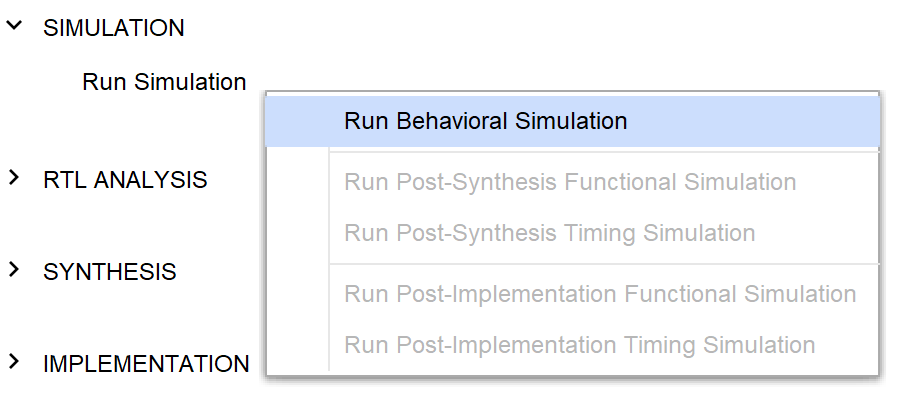 SIMULATION
Run Simulation
Run Behavioral Simulation
RTL ANALYSIS
Run Post-Synthesis Functional Simulation
Run Post-Synthesis Timing Simulation
SYNTHESIS
Run Post-Implementation Functional Simulation
Run Post-Implementation Timing Simulation
IMPLEMENTATION